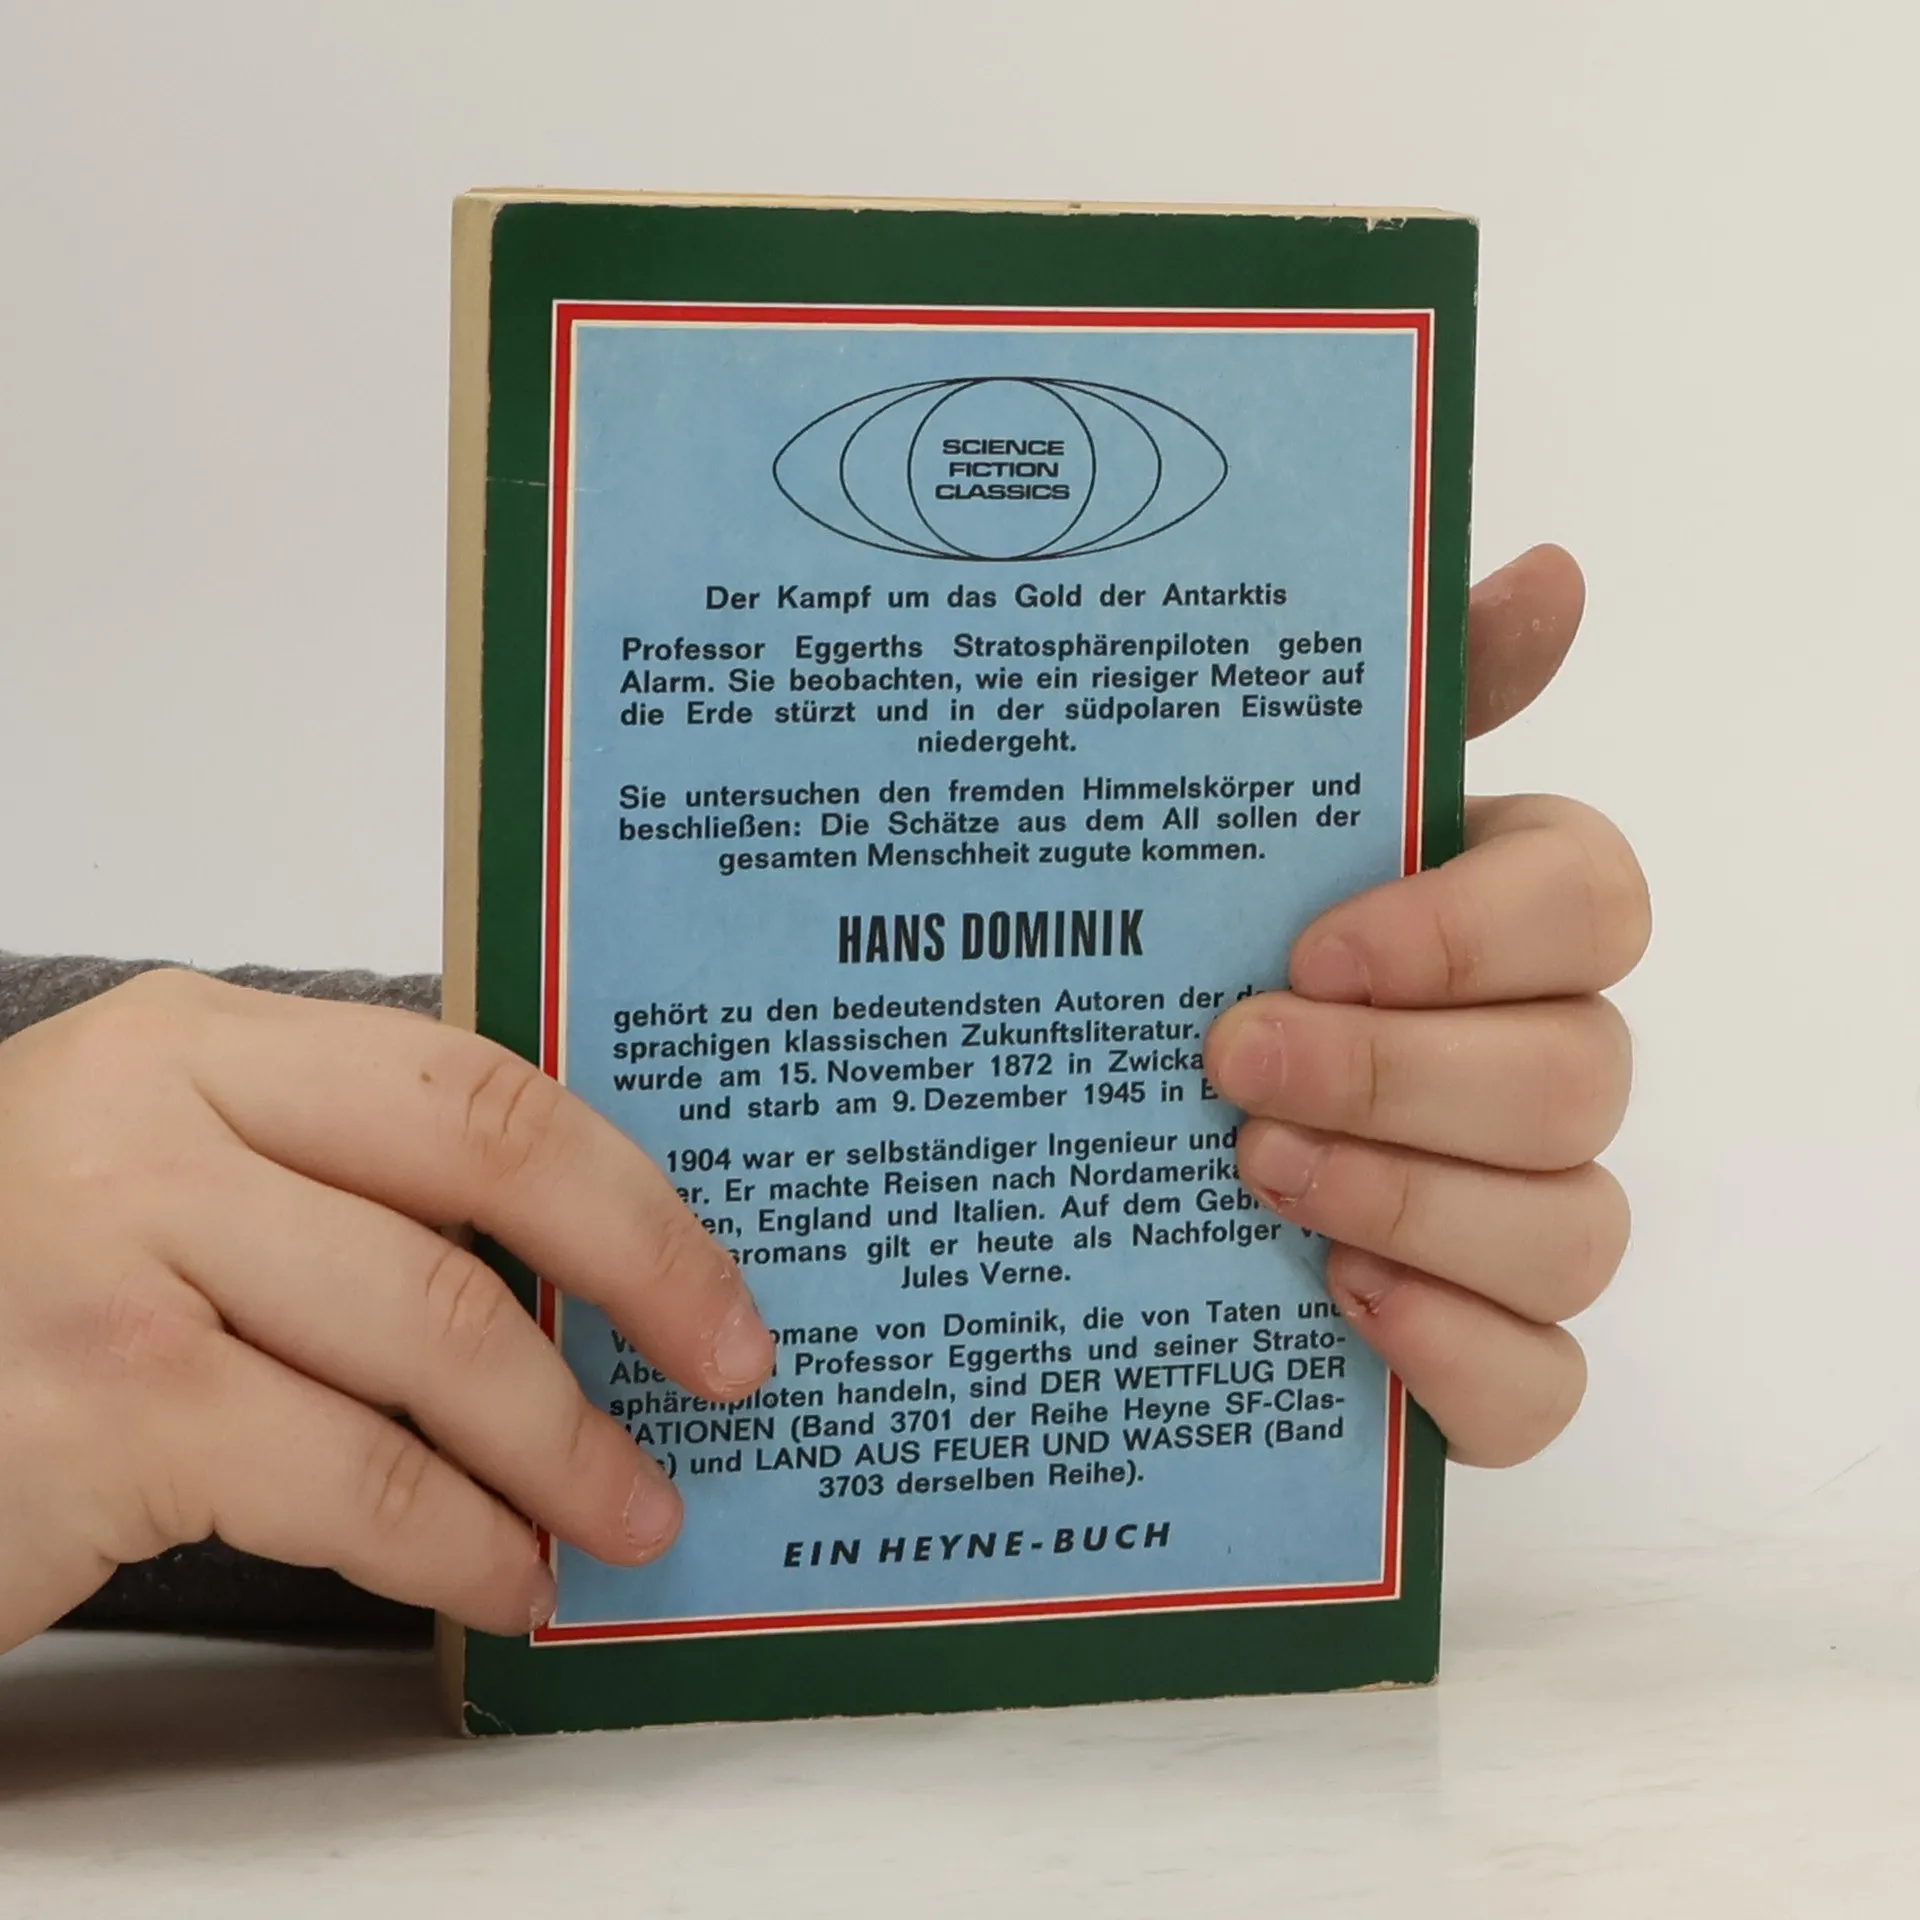 SCIENCE
FICTION
CLASSICS
Der Kampf um das Gold der Antarktis
Professor Eggerths Stratosphärenpiloten geben
Alarm. Sie beobachten, wie ein riesiger Meteor auf
die Erde stürzt und in der südpolaren Eiswüste
niedergeht.
Sie untersuchen den fremden Himmelskörper und
beschließen: Die Schätze aus dem All sollen der
gesamten Menschheit zugute kommen.
HANS DOMINIK
gehört zu den bedeutendsten Autoren der
sprachigen klassischen Zukunftsliteratur.
wurde am 15. November 1872 in
und starb am 9. Dezember 1945 in
1904 war er selbständiger Ingenieur und
Er machte Reisen nach
England und Italien. Auf dem
gilt er heute als Nachfolger
Jules Verne.
von Dominik, die von Taten
Professor Eggerths und seiner Strato-
handeln, sind DER WETTFLUG DER
(Band 3701 der Reihe Heyne SF-Clas-
und LAND AUS FEUER UND WASSER (Band
3703 derselben Reihe).
EIN HEYNE-BUCH